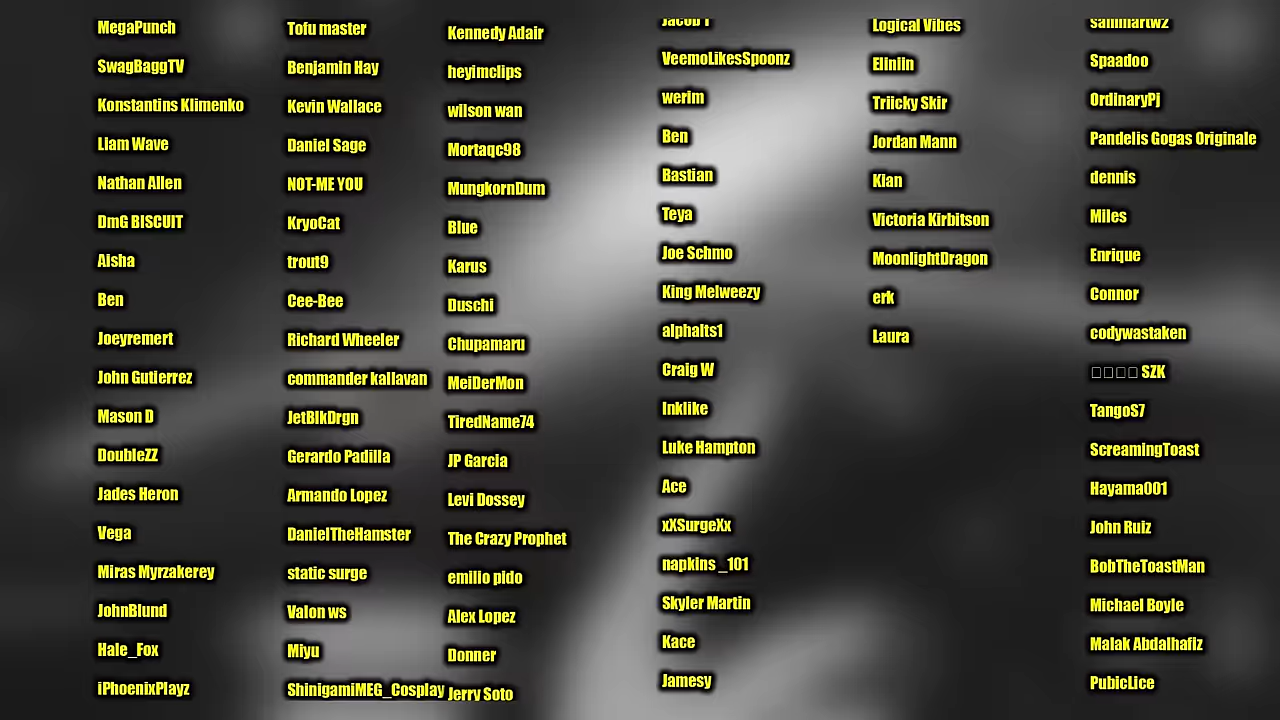 MegaPunch
SwagBaggTV
Konstantins Klimenko
Liam Wave
Nathan Allen
DmG BISCUIT
Aisha
Ben
Joeyremert
John Gutierrez
Mason D
DoubleZZ
Jades Heron
Vega
Miras Myrzakerey
JohnBlund
Hale_Fox
iPhoenixPlayz
Tofu master
Benjamin Hay
Kevin Wallace
Daniel Sage
NOT-ME YOU
KryoCat
trout9
Cee-Bee
Richard Wheeler
commander kallavan
JetBlkDrgn
Gerardo Padilla
Armando Lopez
DanielTheHamster
static surge
Valon ws
Miyu
ShinigamiMEG_Cosplay
Kennedy Adair
heyimclips
wilson wan
Mortaqc98
MungkornDum
Blue
Karus
Duschi
Chupamaru
MeiDerMon
TiredName74
JP Garcia
Levi Dossey
The Crazy Prophet
emilio pido
Alex Lopez
Donner
Jerry Soto
Jacob T
VeemoLikesSpoonz
werim
Ben
Bastian
Teya
Joe Schmo
King Melweezy
alphaits1
Craig W
Inklike
Luke Hampton
Ace
xXSurgeXx
napkins _101
Skyler Martin
Kace
Jamesy
Logical Vibes
Eliniin
Triicky Skir
Jordan Mann
Kian
Victoria Kirbitson
MoonlightDragon
erk
Laura
Spaadoo
OrdinaryPj
Pandelis Gogas Originale
dennis
Miles
Enrique
Connor
codywastaken
SZK
TangoS7
ScreamingToast
Hayama001
John Ruiz
BobTheToastMan
Michael Boyle
Malak Abdalhafiz
PubicLice